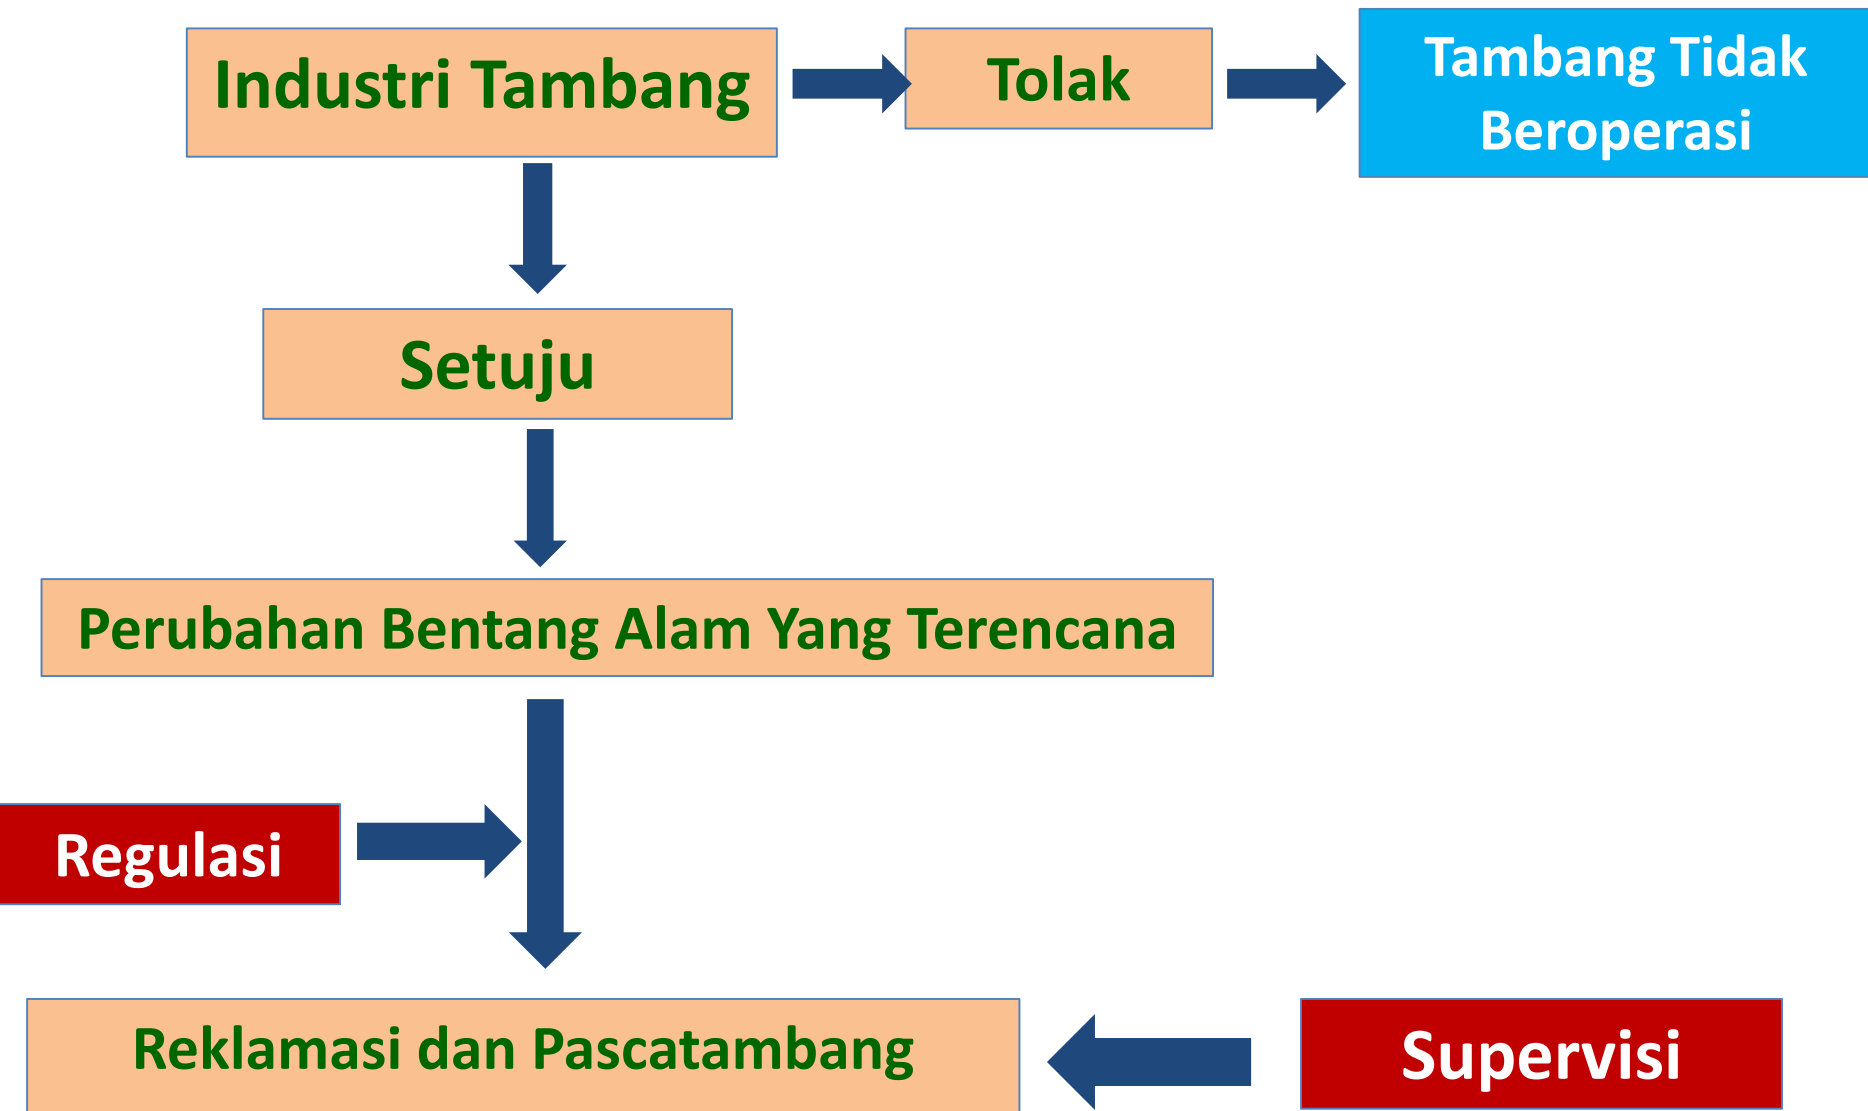 Industri Tambang
Tolak
Tambang Tidak
Beroperasi
Setuju
Perubahan Bentang Alam Yang Terencana
Regulasi
Reklamasi dan Pascatambang
Supervisi